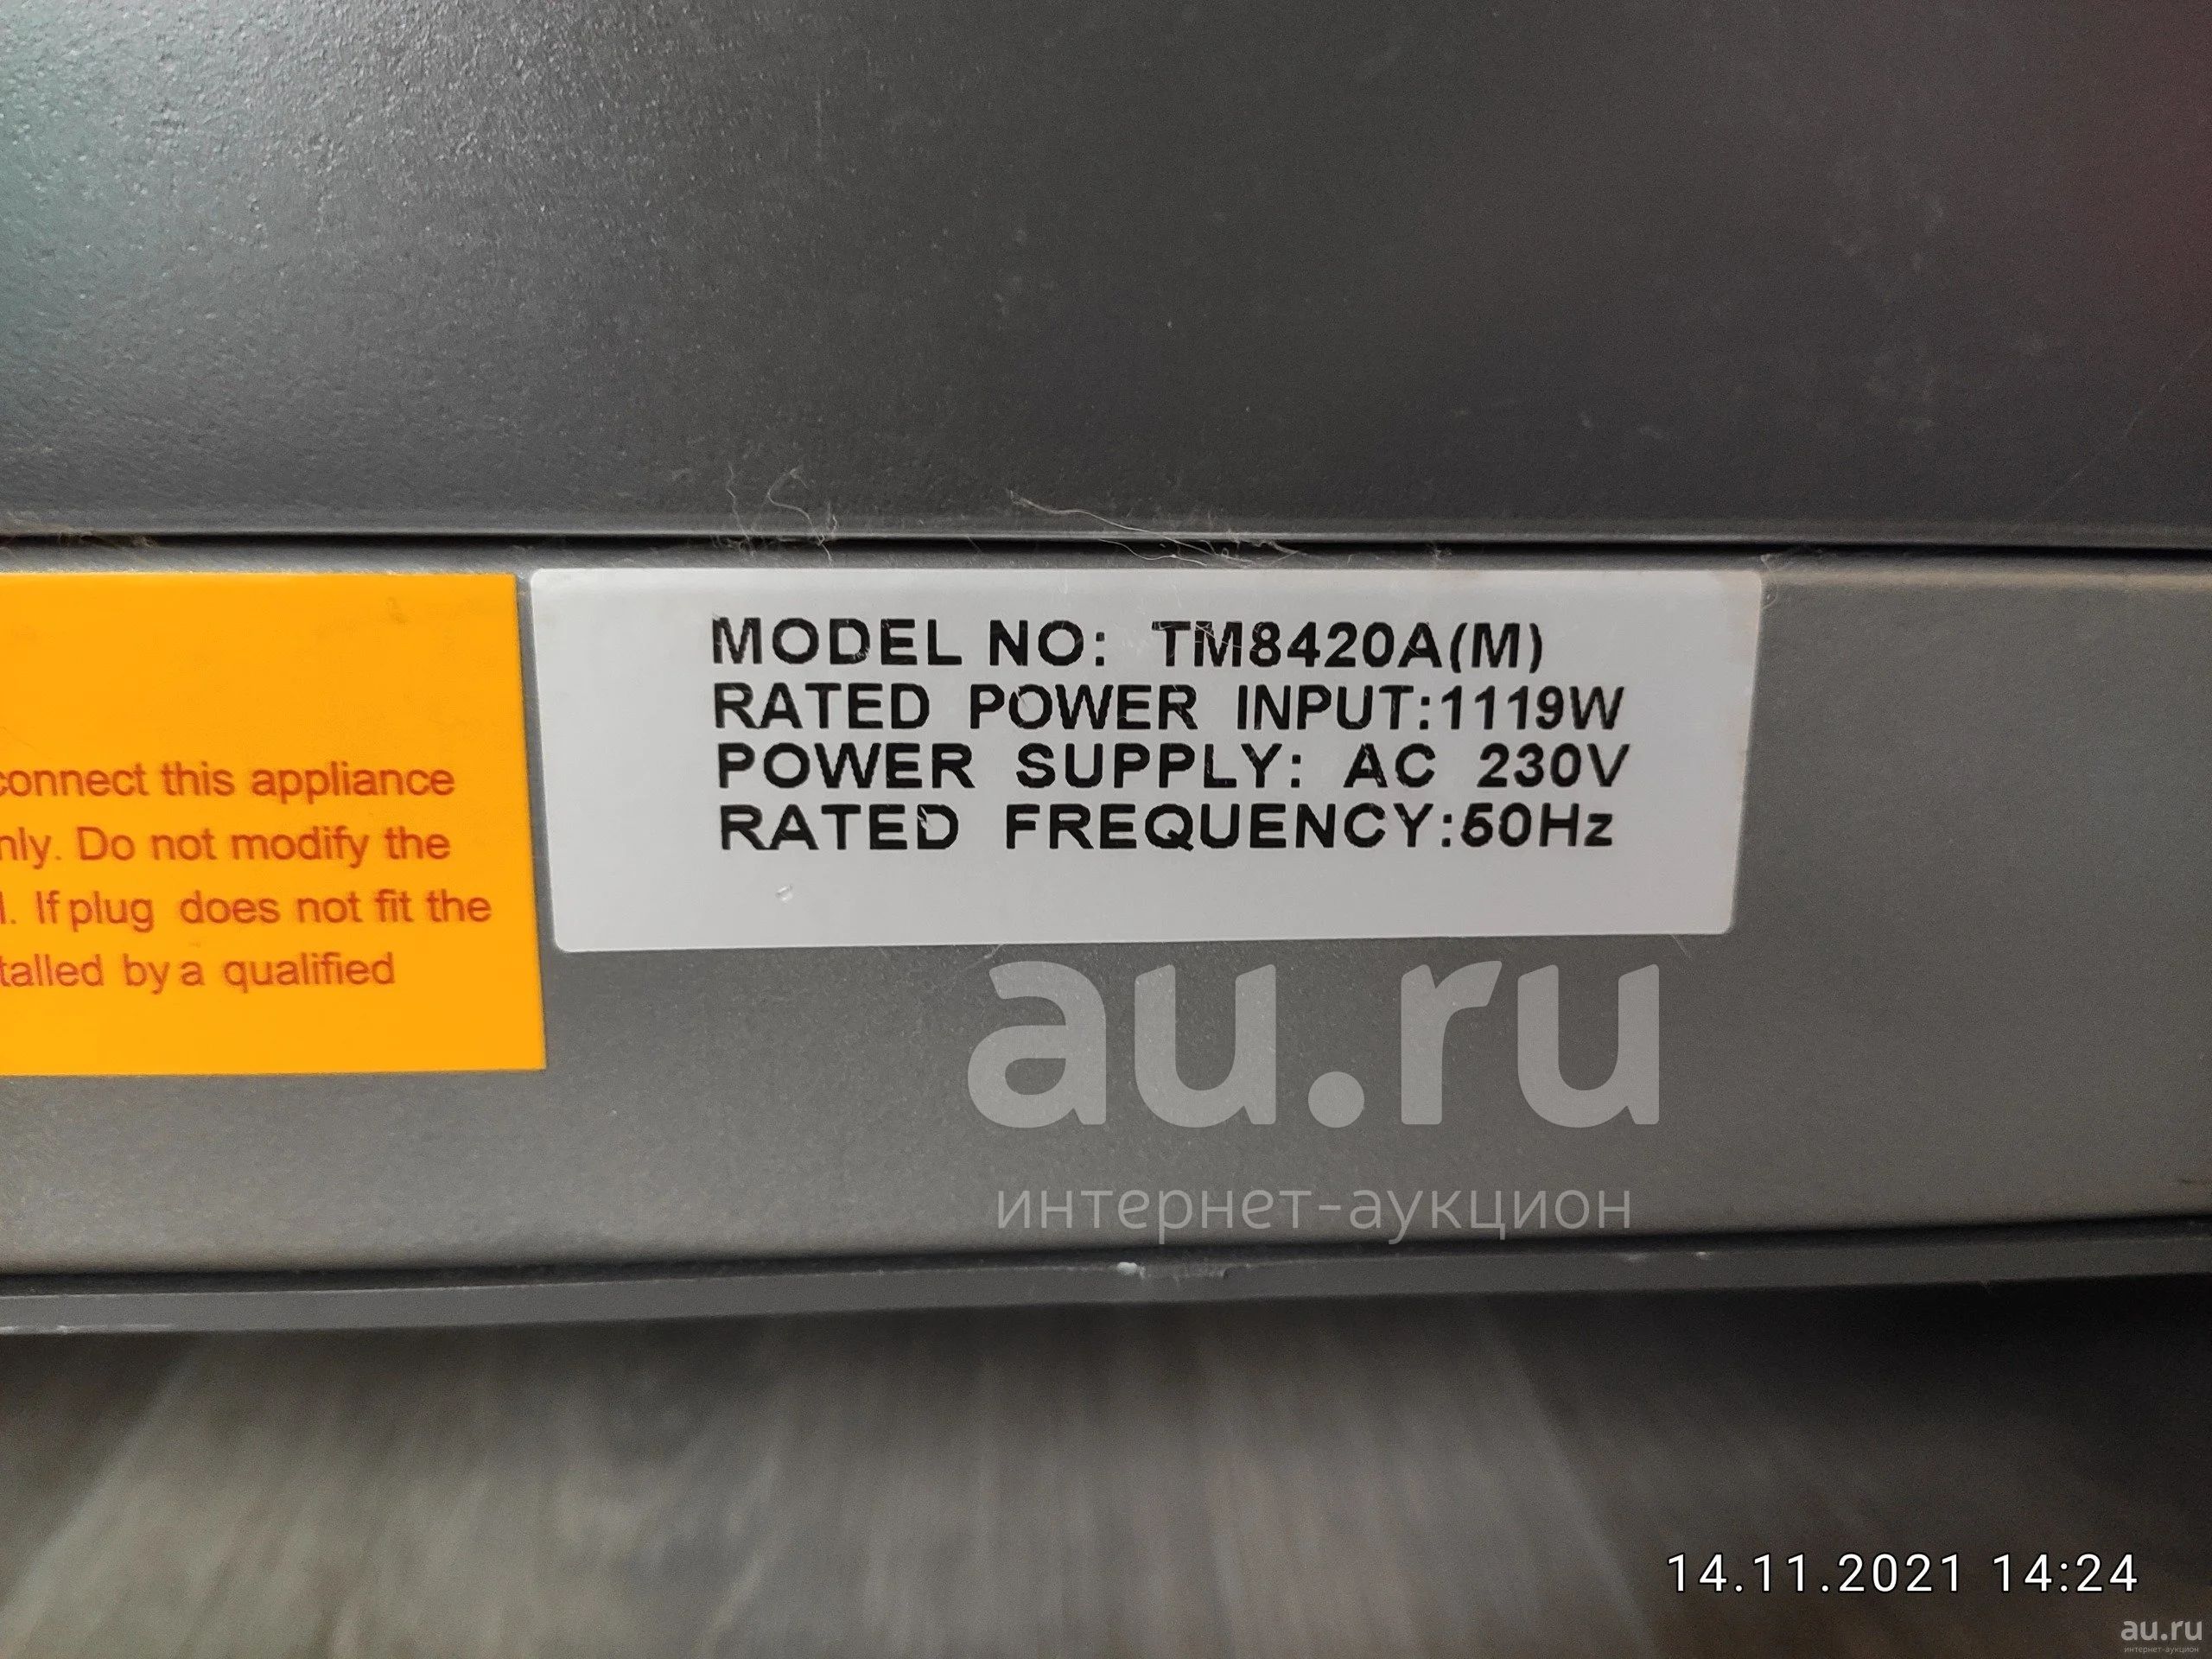 connect this appliance
nly. Do not modify the
l. If plug does not fit the
talled by a qualified
MODEL NO: TM8420A(M)
RATED POWER INPUT:1119W
POWER SUPPLY: AC 230V
RATED FREQUENCY:50Hz
au.ru
интернет-аукцион
14.11.2021 14:24
au.ru
интернет-аукцион